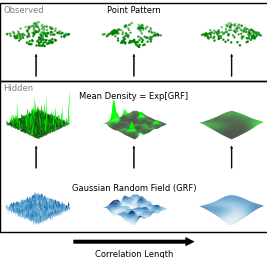 Observed
Point Pattern
Hidden
Mean Density = Exp[GRF]
Gaussian Random Field (GRF)
Correlation Length